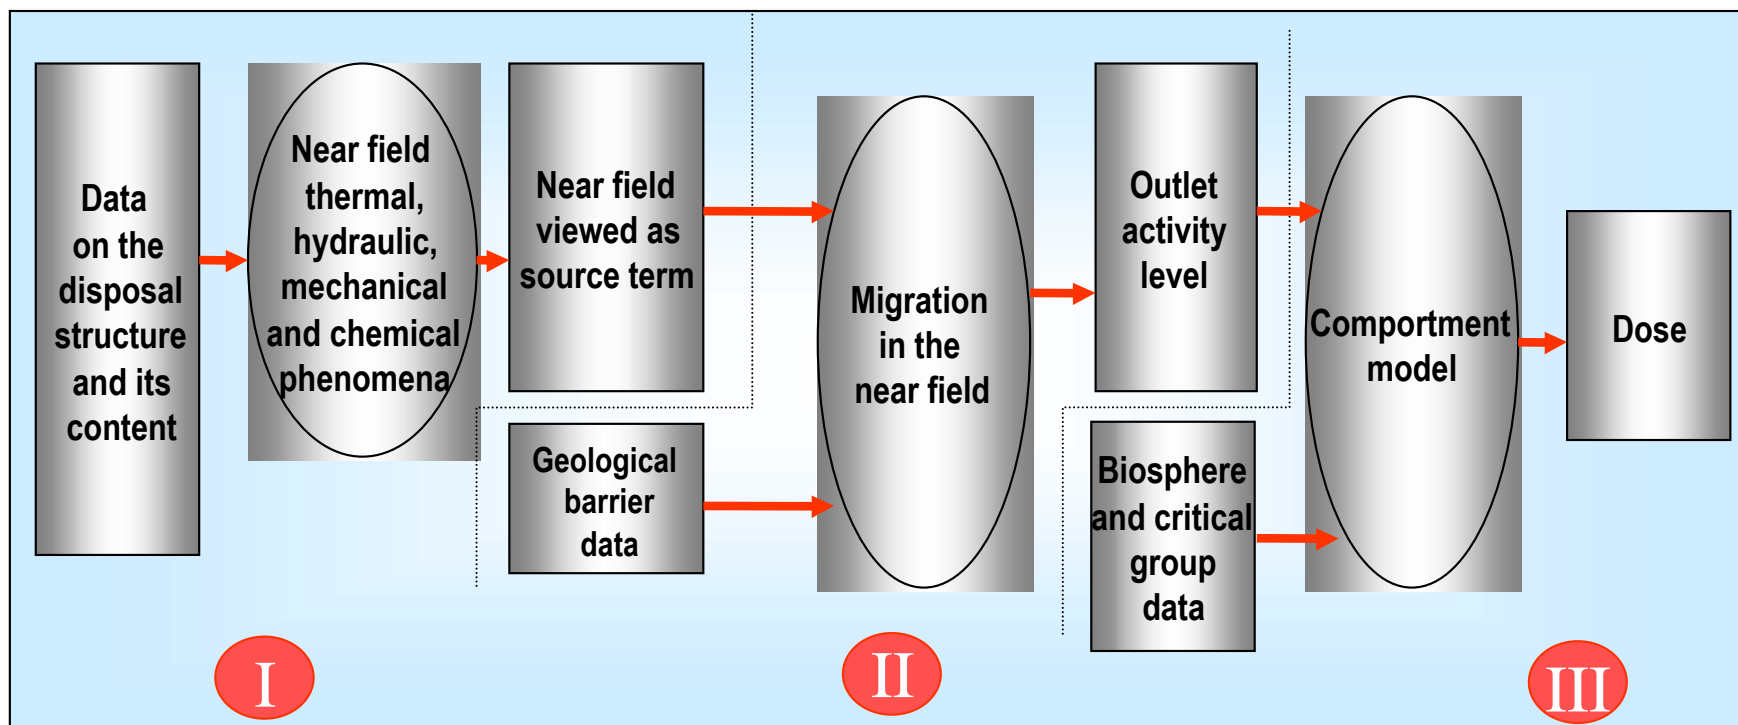 Data
on the
disposal
structure
and its
content
Near field
thermal,
hydraulic,
mechanical
and chemical
phenomena
Near field
viewed as
source term
Geological
barrier
data
Migration
in the
near field
Outlet
activity
level
Biosphere
and critical
group
data
Comportment
model
Dose
I
II
III